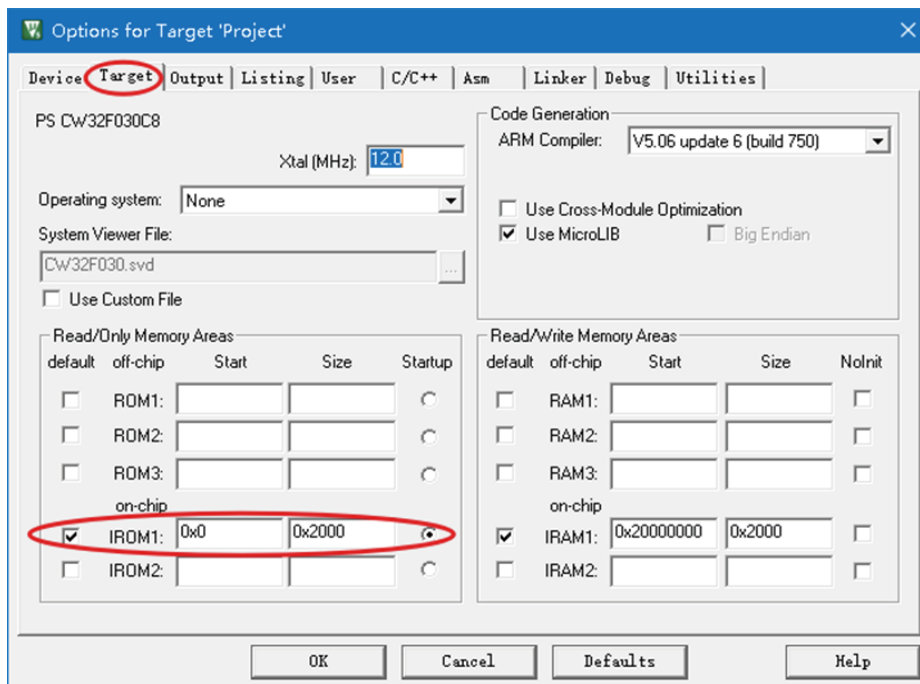 Options for Target 'Project'
Device Target Output Listing User C/C++ Asm Linker Debug Utilities
PS CW32F030C8
Xtal (MHz): 12.0
Operating system: None
System Viewer File:
CW32F030.svd ...
Use Custom File
Code Generation
ARM Compiler: V5.06 update 6 (build 750)
Use Cross-Module Optimization
Use MicroLIB Big Endian
Read/Only Memory Areas
default off-chip Start Size Startup
ROM1:
ROM2:
ROM3:
on-chip
IROM1: 0x0 0x2000
IROM2:
Read/Write Memory Areas
default off-chip Start Size NoInit
RAM1:
RAM2:
RAM3:
on-chip
IRAM1: 0x20000000 0x2000
IRAM2:
OK Cancel Defaults Help